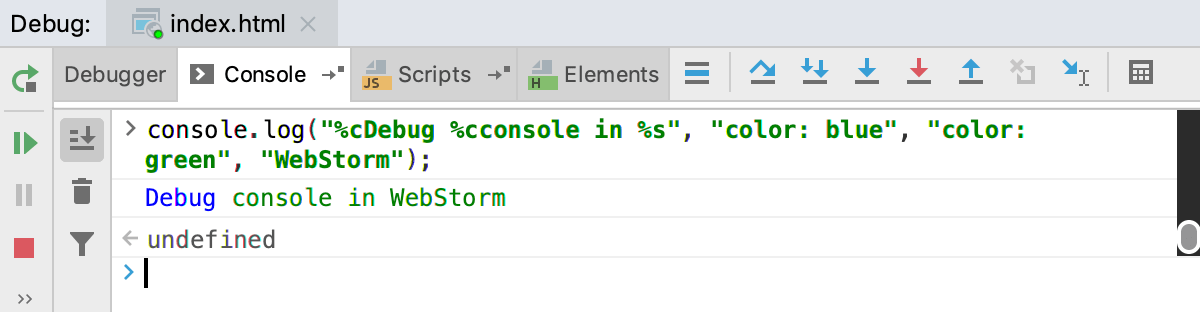 Debug: index.html
Debugger Console JS Scripts H Elements
> console.log("%cDebug %cconsole in %s", "color: blue", "color:
green", "WebStorm");
Debug console in WebStorm
undefined
>